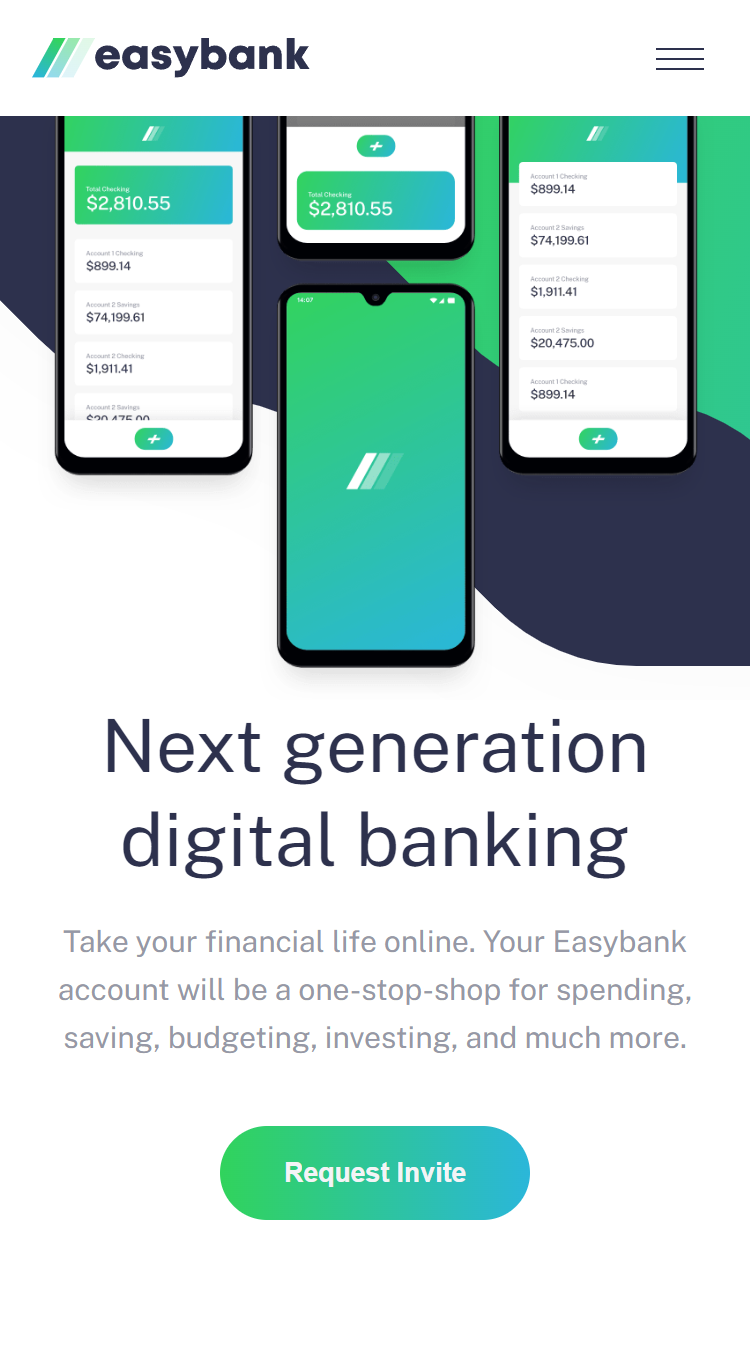 easybank
Total Checking
$2,810.55
Account 1 Checking
$899.14
Account 2 Savings
$74,199.61
Account 2 Checking
$1,911.41
Account 2 Savings
$20,475.00
Total Checking
$2,810.55
14:07
Account 1 Checking
$899.14
Account 2 Savings
$74,199.61
Account 2 Checking
$1,911.41
Account 2 Savings
$20,475.00
Account 1 Checking
$899.14
Next generation
digital banking
Take your financial life online. Your Easybank
account will be a one-stop-shop for spending,
saving, budgeting, investing, and much more.
Request Invite